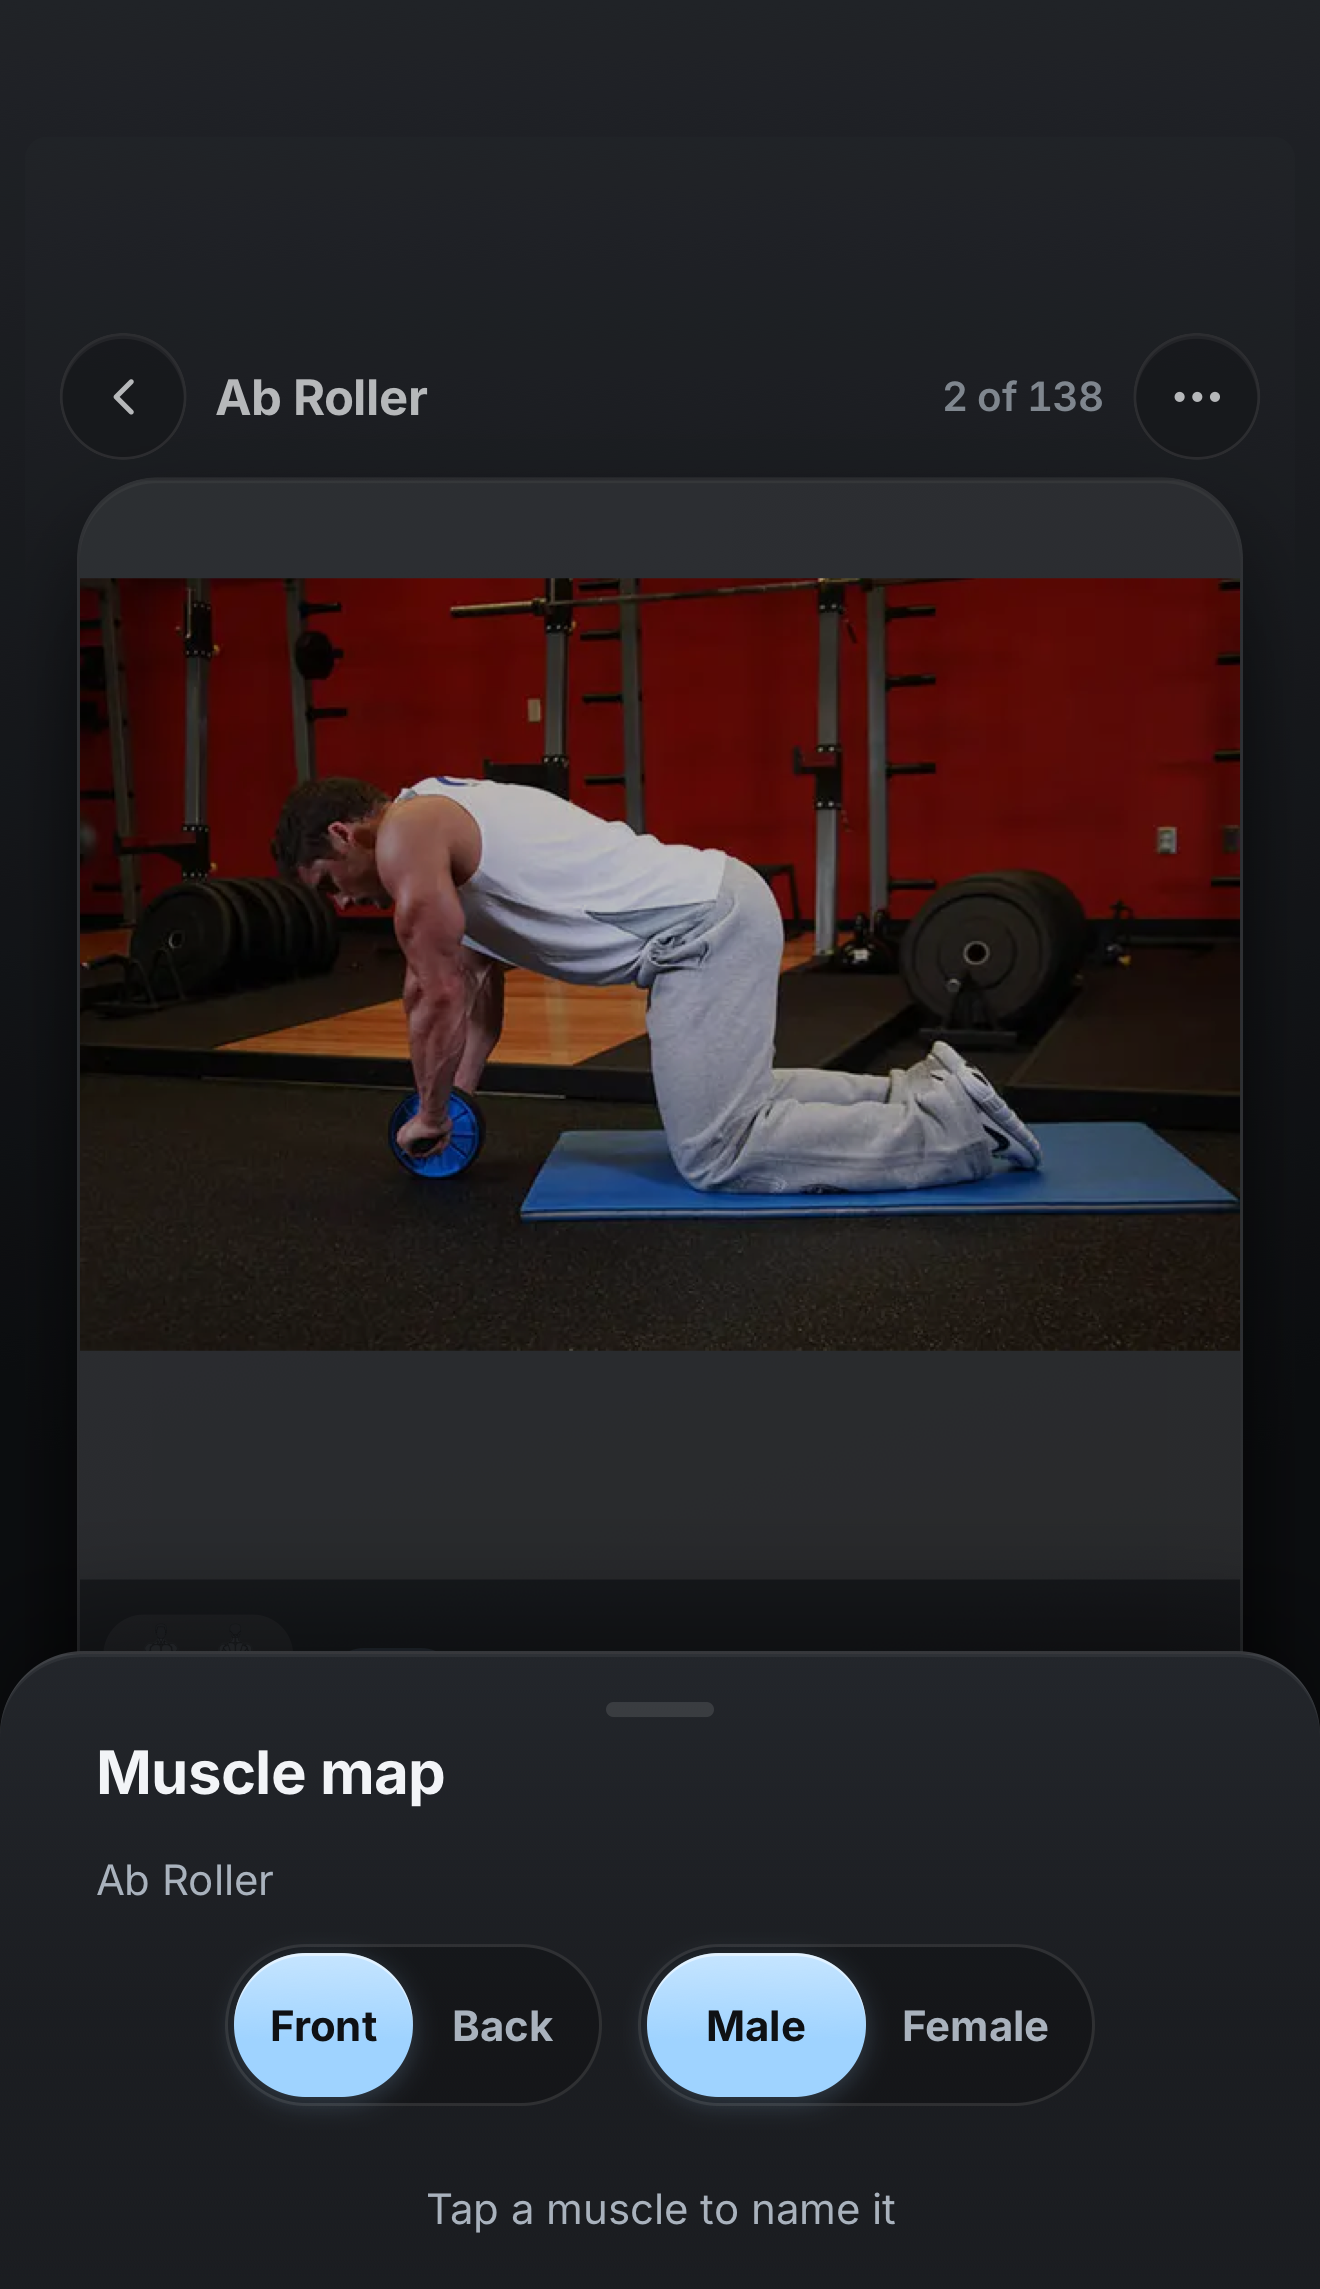 Ab Roller
2 of 138
Muscle map
Ab Roller
Front Back Male Female
Tap a muscle to name it